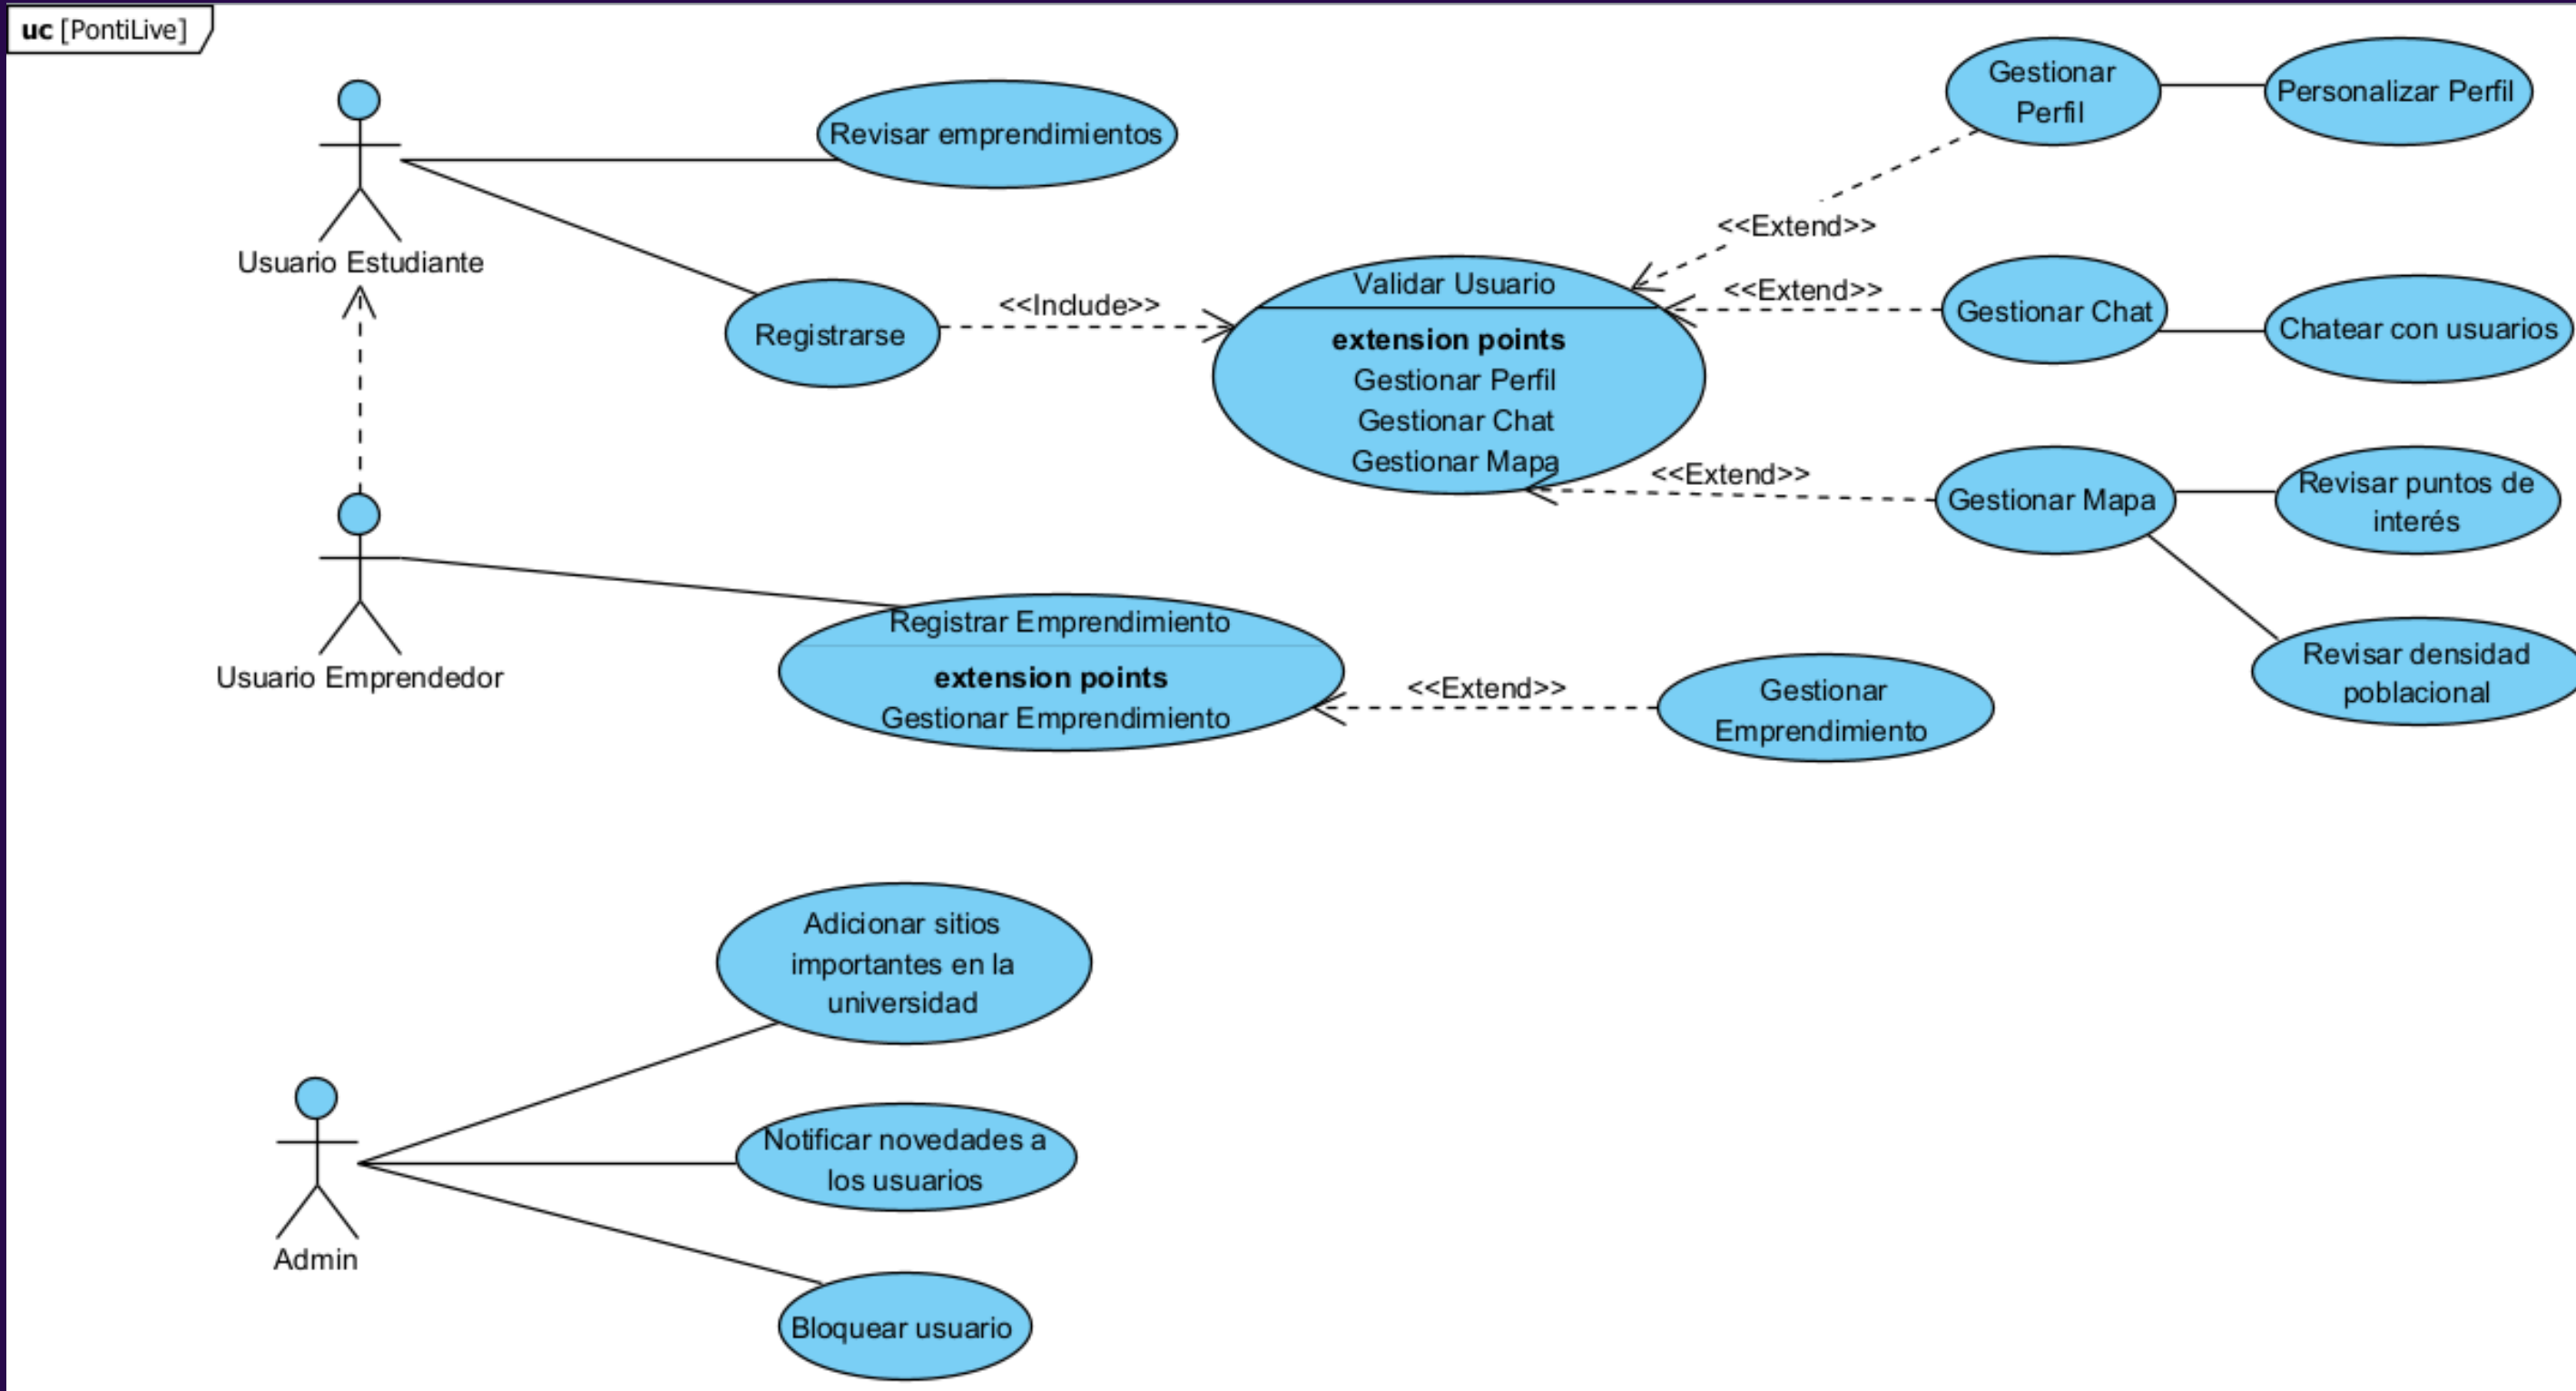 uc [PontiLive]
Gestionar
Perfil
Personalizar Perfil
Revisar emprendimientos
<<Extend>>
Usuario Estudiante
Validar Usuario
extension points
Gestionar Perfil
Gestionar Chat
Gestionar Mapa
<<Extend>>
Gestionar Chat
Chatear con usuarios
<<Include>>
Registrarse
<<Extend>>
Gestionar Mapa
Revisar puntos de
interés
Revisar densidad
poblacional
Usuario Emprendedor
Registrar Emprendimiento
extension points
Gestionar Emprendimiento
<<Extend>>
Gestionar
Emprendimiento
Adicionar sitios
importantes en la
universidad
Notificar novedades a
los usuarios
Admin
Bloquear usuario